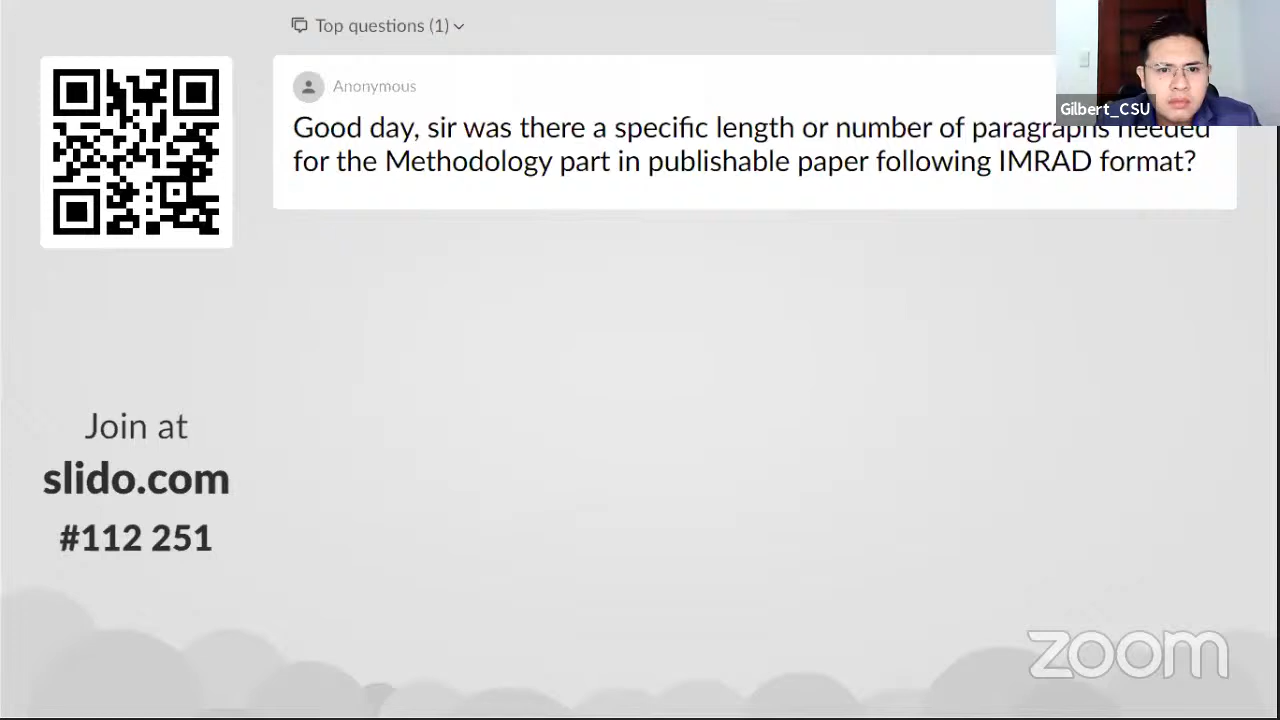 Top questions (1)
Anonymous
Gilbert_CSU
Good day, sir was there a specific length or number of paragraphs needed
for the Methodology part in publishable paper following IMRAD format?
Join at
slido.com
#112 251
zoom